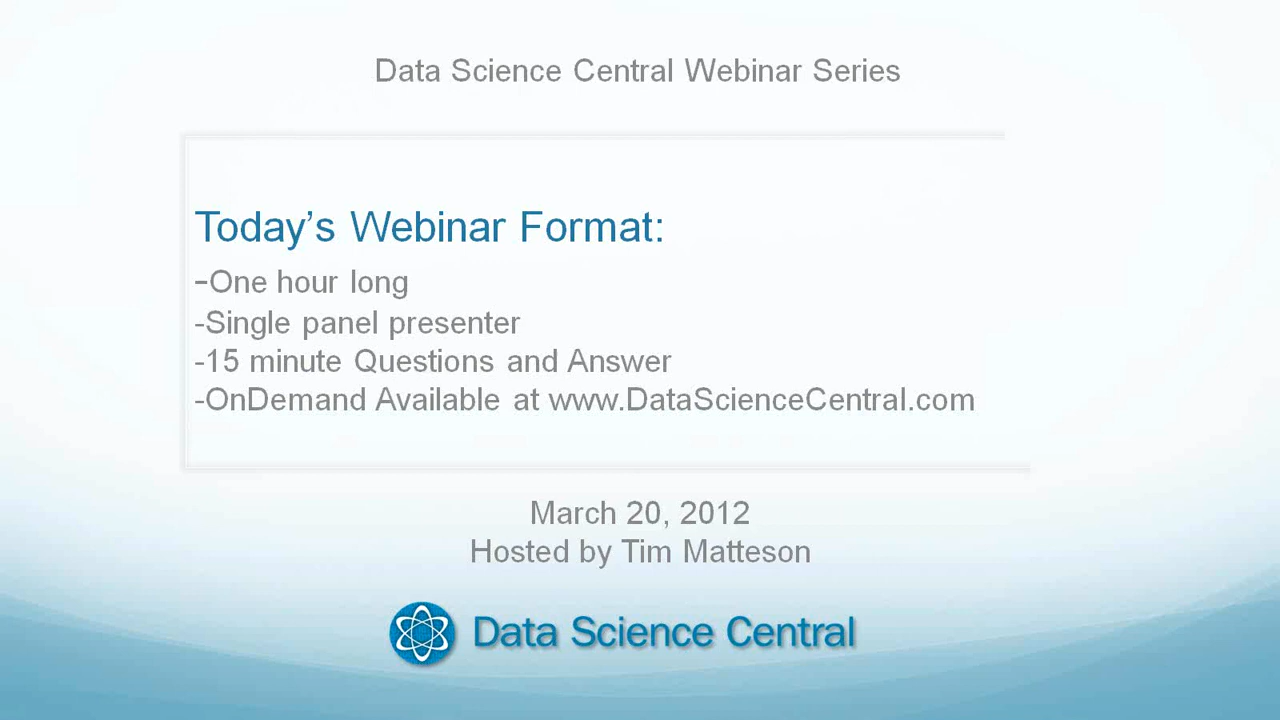 Data Science Central Webinar Series
Today's Webinar Format:
-One hour long
-Single panel presenter
-15 minute Questions and Answer
-OnDemand Available at www.DataScienceCentral.com
March 20, 2012
Hosted by Tim Matteson
Data Science Central